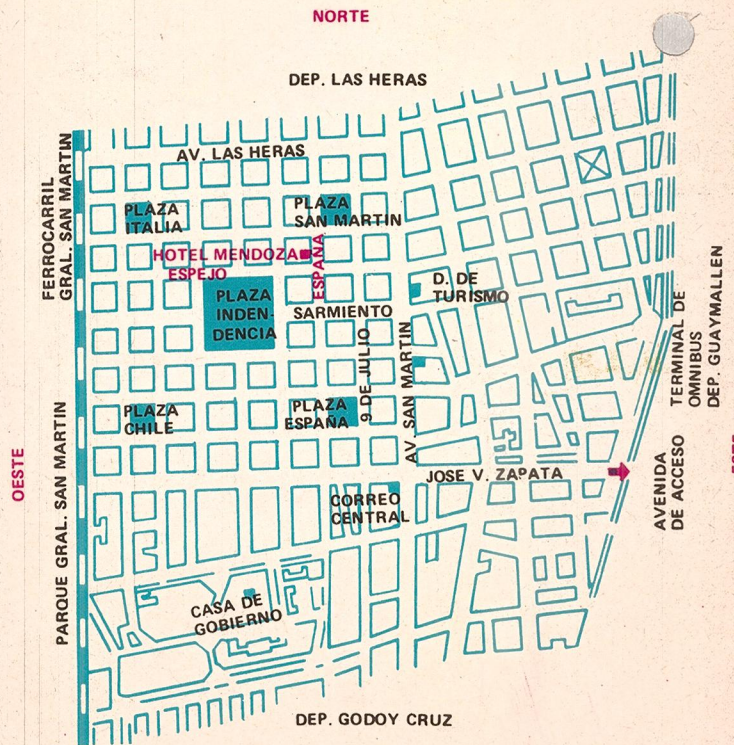 NORTE
DEP. LAS HERAS
AV. LAS HERAS
FERROCARRIL
GRAL. SAN MARTIN
PLAZA
ITALIA
PLAZA
SAN MARTIN
HOTEL MENDOZA
ESPEJO
ESPAÑA
PLAZA
INDEN-
DENCIA
D. DE
TURISMO
SARMIENTO
9 DE JULIO
AV. SAN MARTIN
TERMINAL DE
OMNIBUS
DEP. GUAYMALLEN
PLAZA
CHILE
PLAZA
ESPAÑA
OESTE
PARQUE GRAL. SAN MARTIN
JOSE V. ZAPATA
AVENIDA
DE ACCESO
CORREO
CENTRAL
CASA DE
GOBIERNO
DEP. GODOY CRUZ